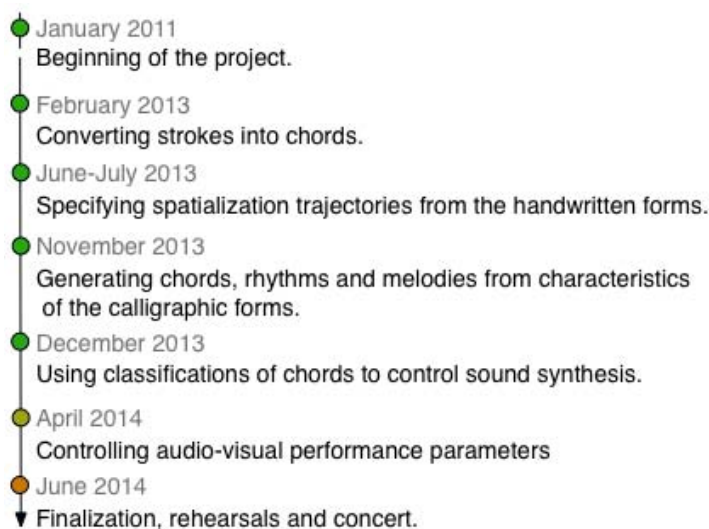 January 2011
Beginning of the project.
February 2013
Converting strokes into chords.
June-July 2013
Specifying spatialization trajectories from the handwritten forms.
November 2013
Generating chords, rhythms and melodies from characteristics
of the calligraphic forms.
December 2013
Using classifications of chords to control sound synthesis.
April 2014
Controlling audio-visual performance parameters
June 2014
Finalization, rehearsals and concert.